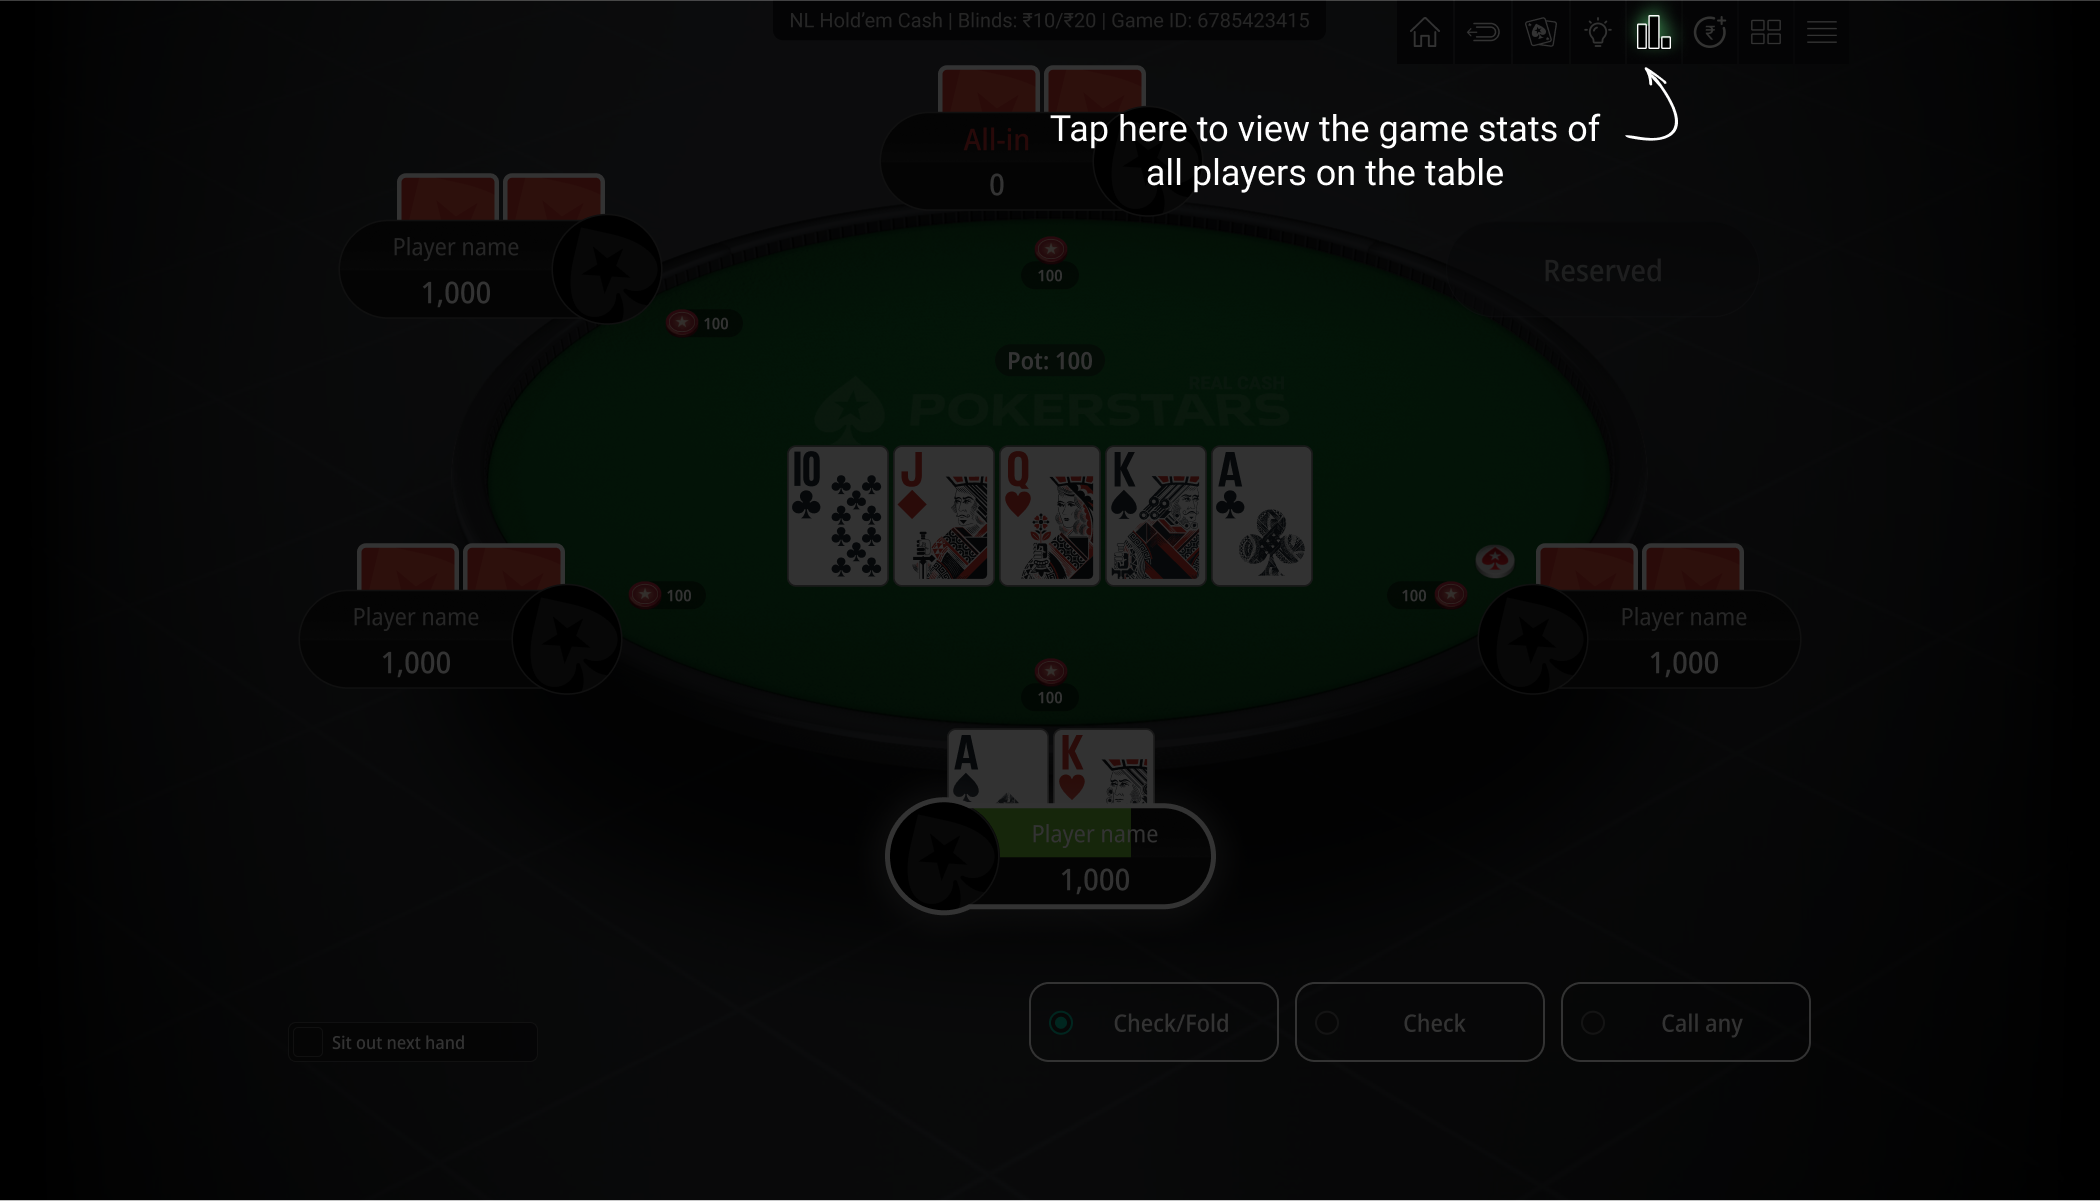 NL Hold'em Cash | Blinds: ₹10/₹20 | Game ID: 6785423415
Tap here to view the game stats of
all players on the table
All-in
0
Player name
1,000
Reserved
100
100
Pot: 100
REAL CASH
POKERSTARS
10
J
Q
K
A
Player name
1,000
100
100
Player name
1,000
100
A
K
Player name
1,000
Check/Fold
Check
Call any
Sit out next hand